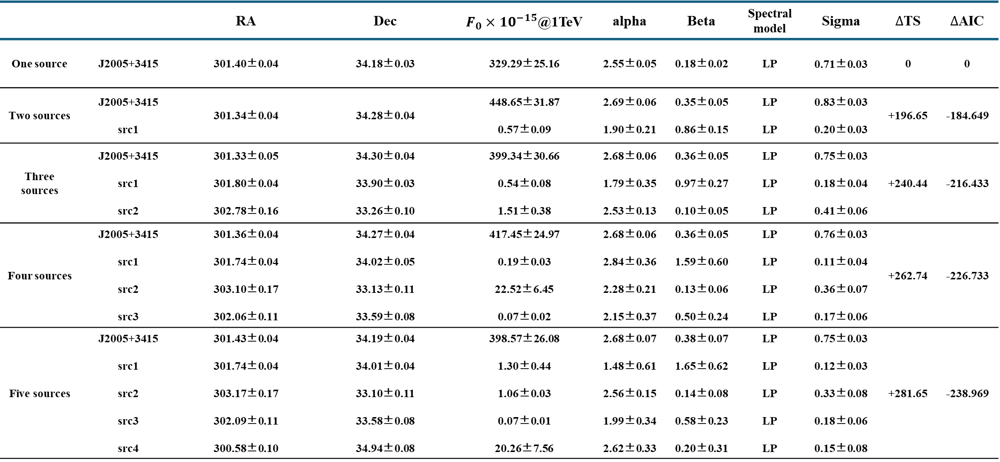 RA Dec F₀ × 10⁻¹⁵@1TeV alpha Beta Spectral model Sigma ΔTS ΔAIC
One source J2005+3415 301.40±0.04 34.18±0.03 329.29±25.16 2.55±0.05 0.18±0.02 LP 0.71±0.03 0 0
J2005+3415 448.65±31.87 2.69±0.06 0.35±0.05 LP 0.83±0.03
Two sources 301.34±0.04 34.28±0.04 +196.65 -184.649
src1 0.57±0.09 1.90±0.21 0.86±0.15 LP 0.20±0.03
J2005+3415 301.33±0.05 34.30±0.04 399.34±30.66 2.68±0.06 0.36±0.05 LP 0.75±0.03
Three sources src1 301.80±0.04 33.90±0.03 0.54±0.08 1.79±0.35 0.97±0.27 LP 0.18±0.04 +240.44 -216.433
src2 302.78±0.16 33.26±0.10 1.51±0.38 2.53±0.13 0.10±0.05 LP 0.41±0.06
J2005+3415 301.36±0.04 34.27±0.04 417.45±24.97 2.68±0.06 0.36±0.05 LP 0.76±0.03
src1 301.74±0.04 34.02±0.05 0.19±0.03 2.84±0.36 1.59±0.60 LP 0.11±0.04
Four sources +262.74 -226.733
src2 303.10±0.17 33.13±0.11 22.52±6.45 2.28±0.21 0.13±0.06 LP 0.36±0.07
src3 302.06±0.11 33.59±0.08 0.07±0.02 2.15±0.37 0.50±0.24 LP 0.17±0.06
J2005+3415 301.43±0.04 34.19±0.04 398.57±26.08 2.68±0.07 0.38±0.07 LP 0.75±0.03
src1 301.74±0.04 34.01±0.04 1.30±0.44 1.48±0.61 1.65±0.62 LP 0.12±0.03
Five sources src2 303.17±0.17 33.10±0.11 1.06±0.03 2.56±0.15 0.14±0.08 LP 0.33±0.08 +281.65 -238.969
src3 302.09±0.11 33.58±0.08 0.07±0.01 1.99±0.34 0.58±0.23 LP 0.18±0.06
src4 300.58±0.10 34.94±0.08 20.26±7.56 2.62±0.33 0.20±0.31 LP 0.15±0.08